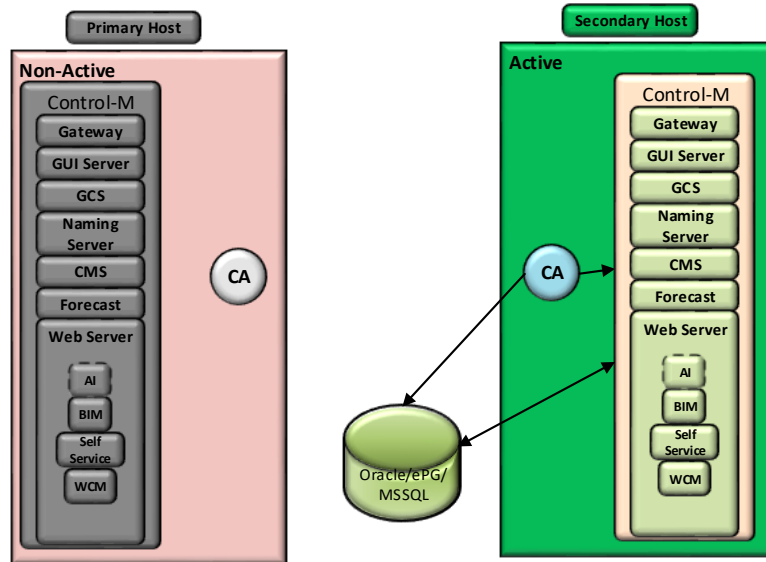 Primary Host
Non-Active
Control-M
Gateway
GUI Server
GCS
Naming
Server
CMS
Forecast
Web Server
AI
BIM
Self
Service
WCM
CA
Secondary Host
Active
Control-M
Gateway
GUI Server
GCS
Naming
Server
CMS
Forecast
Web Server
AI
BIM
Self
Service
WCM
CA
Oracle/ePG/
MSSQL